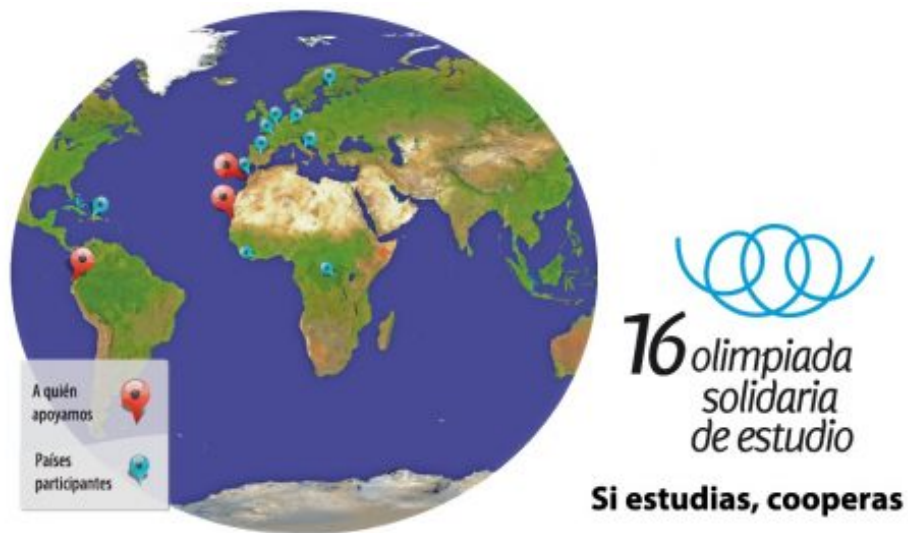 A quién
apoyamos
Países
participantes
16 olimpiada
solidaria
de estudio
Si estudias, cooperas